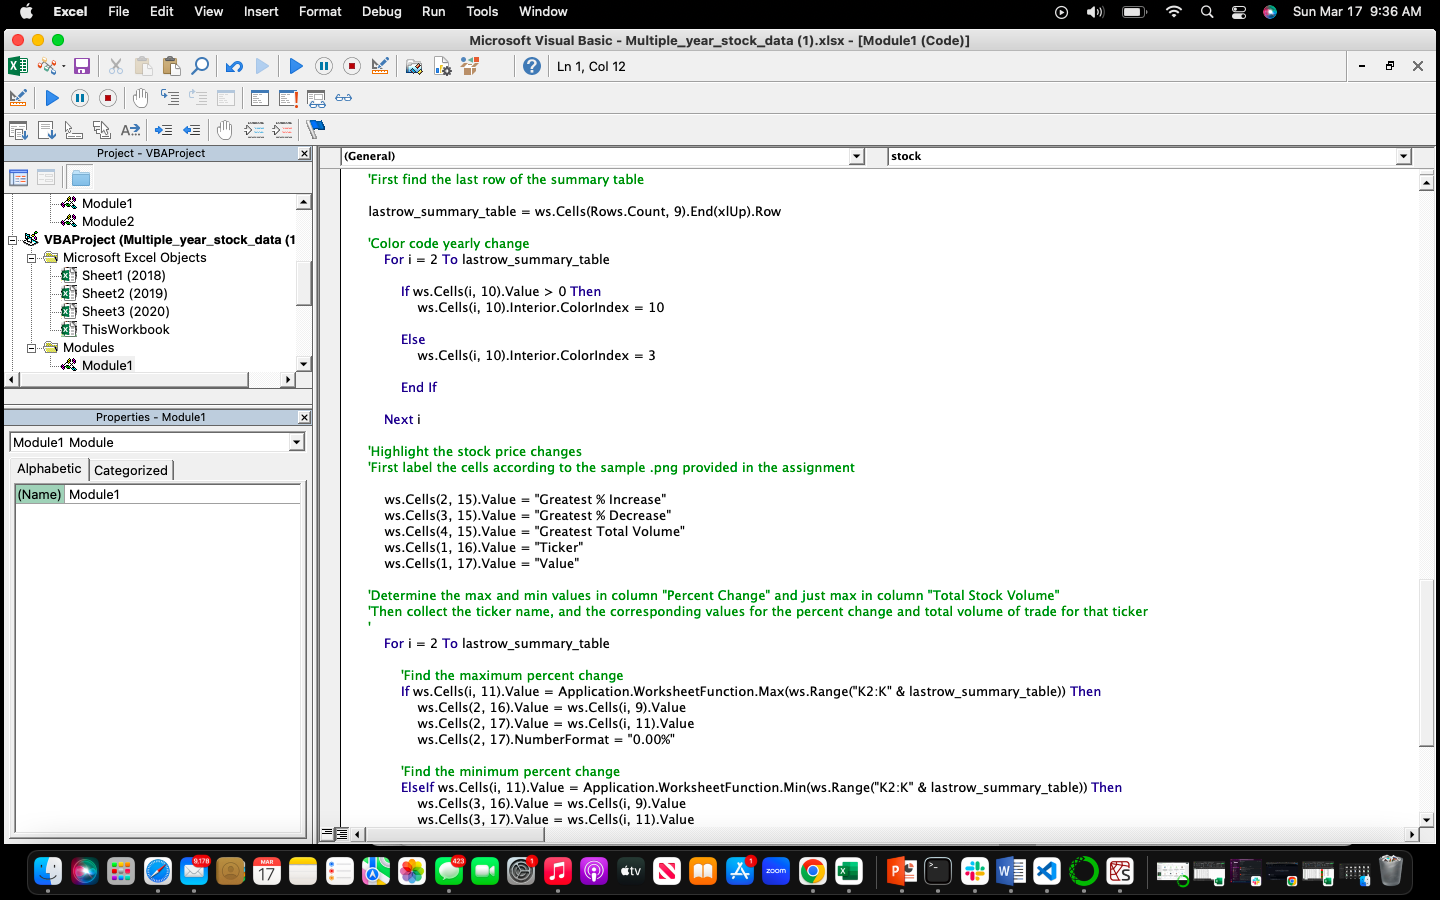 Excel File Edit View Insert Format Debug Run Tools Window Sun Mar 17 9:36 AM
Microsoft Visual Basic - Multiple_year_stock_data (1).xlsx - [Module1 (Code)]
Ln 1, Col 12
Project - VBAProject
Module1
Module2
VBAProject (Multiple_year_stock_data (1
Microsoft Excel Objects
Sheet1 (2018)
Sheet2 (2019)
Sheet3 (2020)
ThisWorkbook
Modules
Module1
Properties - Module1
Module1 Module
Alphabetic Categorized
(Name) Module1
(General) stock
'First find the last row of the summary table
lastrow_summary_table = ws.Cells(Rows.Count, 9).End(xlUp).Row
'Color code yearly change
For i = 2 To lastrow_summary_table
If ws.Cells(i, 10).Value > 0 Then
ws.Cells(i, 10).Interior.ColorIndex = 10
Else
ws.Cells(i, 10).Interior.ColorIndex = 3
End If
Next i
'Highlight the stock price changes
'First label the cells according to the sample .png provided in the assignment
ws.Cells(2, 15).Value = "Greatest % Increase"
ws.Cells(3, 15).Value = "Greatest % Decrease"
ws.Cells(4, 15).Value = "Greatest Total Volume"
ws.Cells(1, 16).Value = "Ticker"
ws.Cells(1, 17).Value = "Value"
'Determine the max and min values in column "Percent Change" and just max in column "Total Stock Volume"
'Then collect the ticker name, and the corresponding values for the percent change and total volume of trade for that ticker
'
For i = 2 To lastrow_summary_table
'Find the maximum percent change
If ws.Cells(i, 11).Value = Application.WorksheetFunction.Max(ws.Range("K2:K" & lastrow_summary_table)) Then
ws.Cells(2, 16).Value = ws.Cells(i, 9).Value
ws.Cells(2, 17).Value = ws.Cells(i, 11).Value
ws.Cells(2, 17).NumberFormat = "0.00%"
'Find the minimum percent change
ElseIf ws.Cells(i, 11).Value = Application.WorksheetFunction.Min(ws.Range("K2:K" & lastrow_summary_table)) Then
ws.Cells(3, 16).Value = ws.Cells(i, 9).Value
ws.Cells(3, 17).Value = ws.Cells(i, 11).Value
9,178 MAR 17 423 1 tv 1 zoom